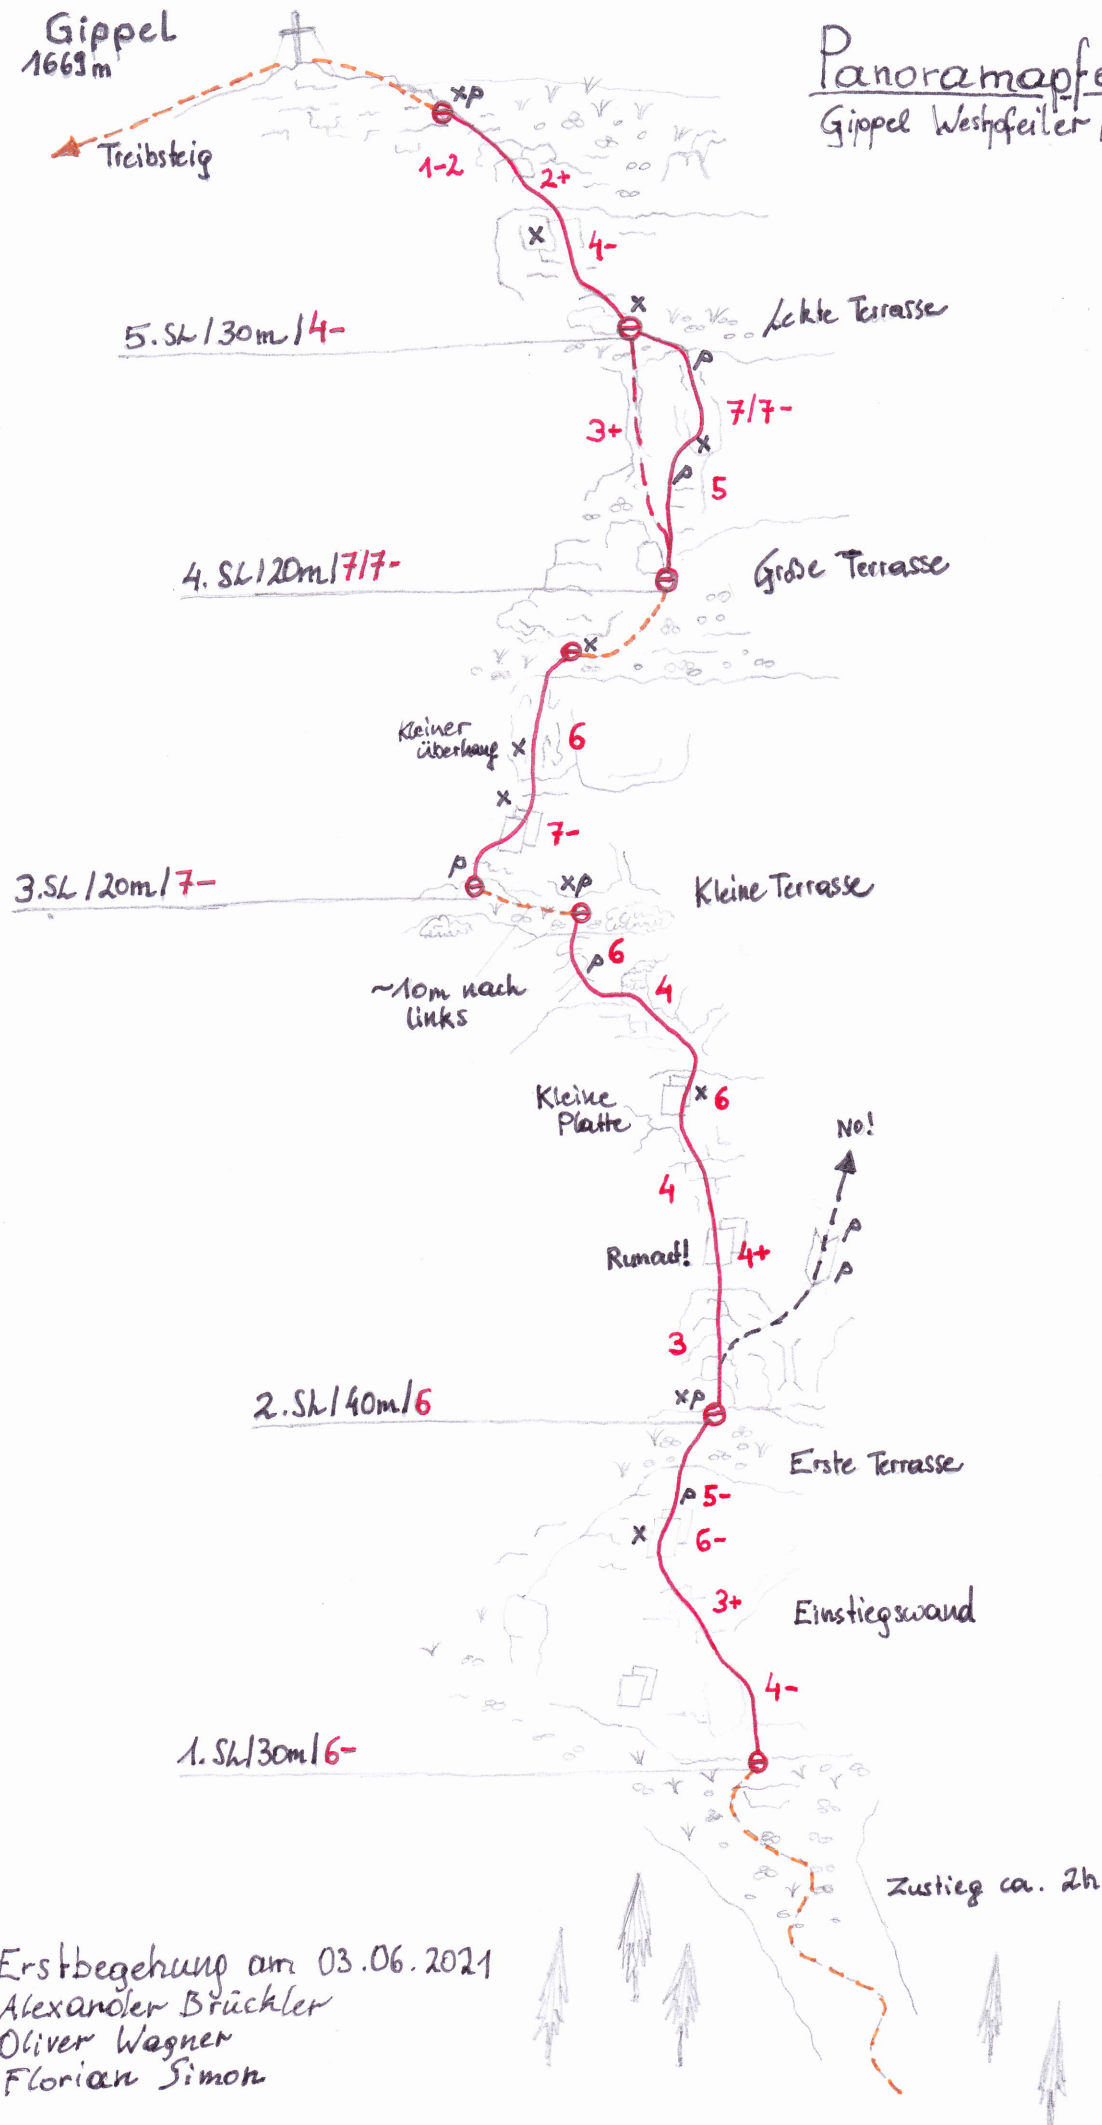 Gippel
1669m
Panoramapfe
Gippel Westpfeiler
xp
Treibsteig
1-2
2+
x
4-
x
Letzte Terrasse
5.SL/30m/4-
p
7/7-
3+
x
p
5
4.SL/20m/7/7-
Große Terrasse
x
Kleiner
überhang
x
6
x
7-
p
xp
3.SL/20m/7-
Kleine Terrasse
p
6
~10m nach
links
4
Kleine
Platte
x
6
No!
4
p
Runout!
4+
p
3
xp
2.SL/40m/6
Erste Terrasse
p
5-
x
6-
3+
Einstiegswand
4-
1.SL/30m/6-
Zustieg ca. 2h
Erstbegehung am 03.06.2021
Alexander Brückler
Oliver Wagner
Florian Simon